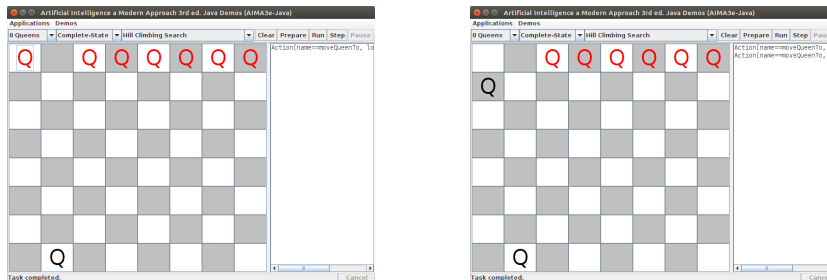 Artificial Intelligence a Modern Approach 3rd ed. Java Demos (AIMA3e-Java)
Applications Demos
8 Queens Complete-State Hill Climbing Search Clear Prepare Run Step Pause
Q Q Q Q Q Q Q
Action[name==moveQueenTo, lo
Q
Task completed. Cancel
Artificial Intelligence a Modern Approach 3rd ed. Java Demos (AIMA3e-Java)
Applications Demos
8 Queens Complete-State Hill Climbing Search Clear Prepare Run Step Pause
Q Q Q Q Q Q
Action[name==moveQueenTo,
Action[name==moveQueenTo,
Q
Q
Task completed. Cance